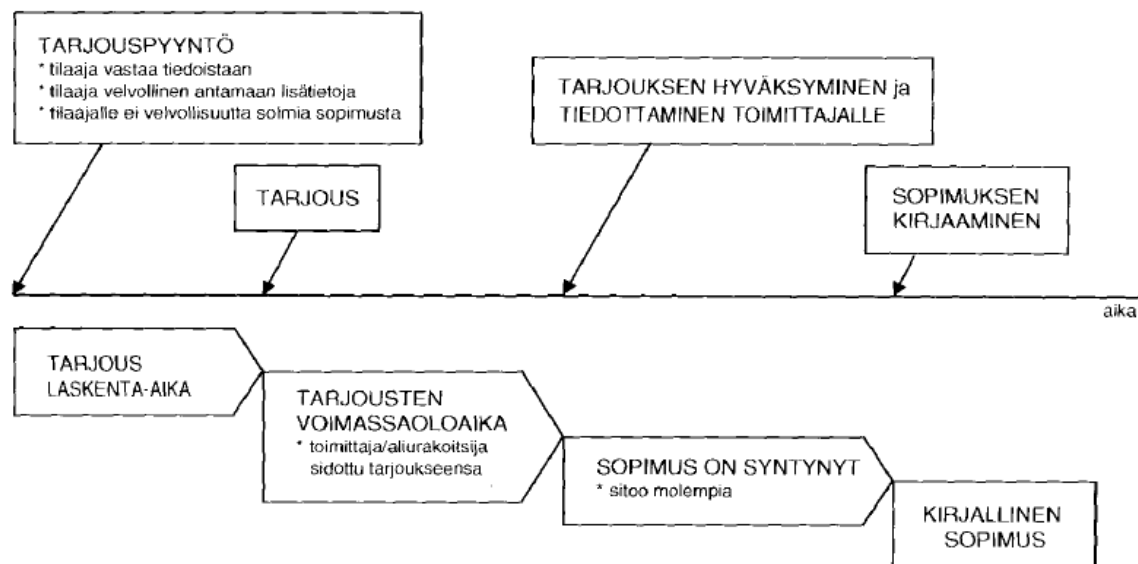 TARJOUSPYYNTÖ
* tilaaja vastaa tiedoistaan
* tilaaja velvollinen antamaan lisätietoja
* tilaajalle ei velvollisuutta solmia sopimusta
TARJOUKSEN HYVÄKSYMINEN ja
TIEDOTTAMINEN TOIMITTAJALLE
TARJOUS
SOPIMUKSEN
KIRJAAMINEN
aika
TARJOUS
LASKENTA-AIKA
TARJOUSTEN
VOIMASSAOLOAIKA
* toimittaja/aliurakoitsija
sidottu tarjoukseensa
SOPIMUS ON SYNTYNYT
* sitoo molempia
KIRJALLINEN
SOPIMUS